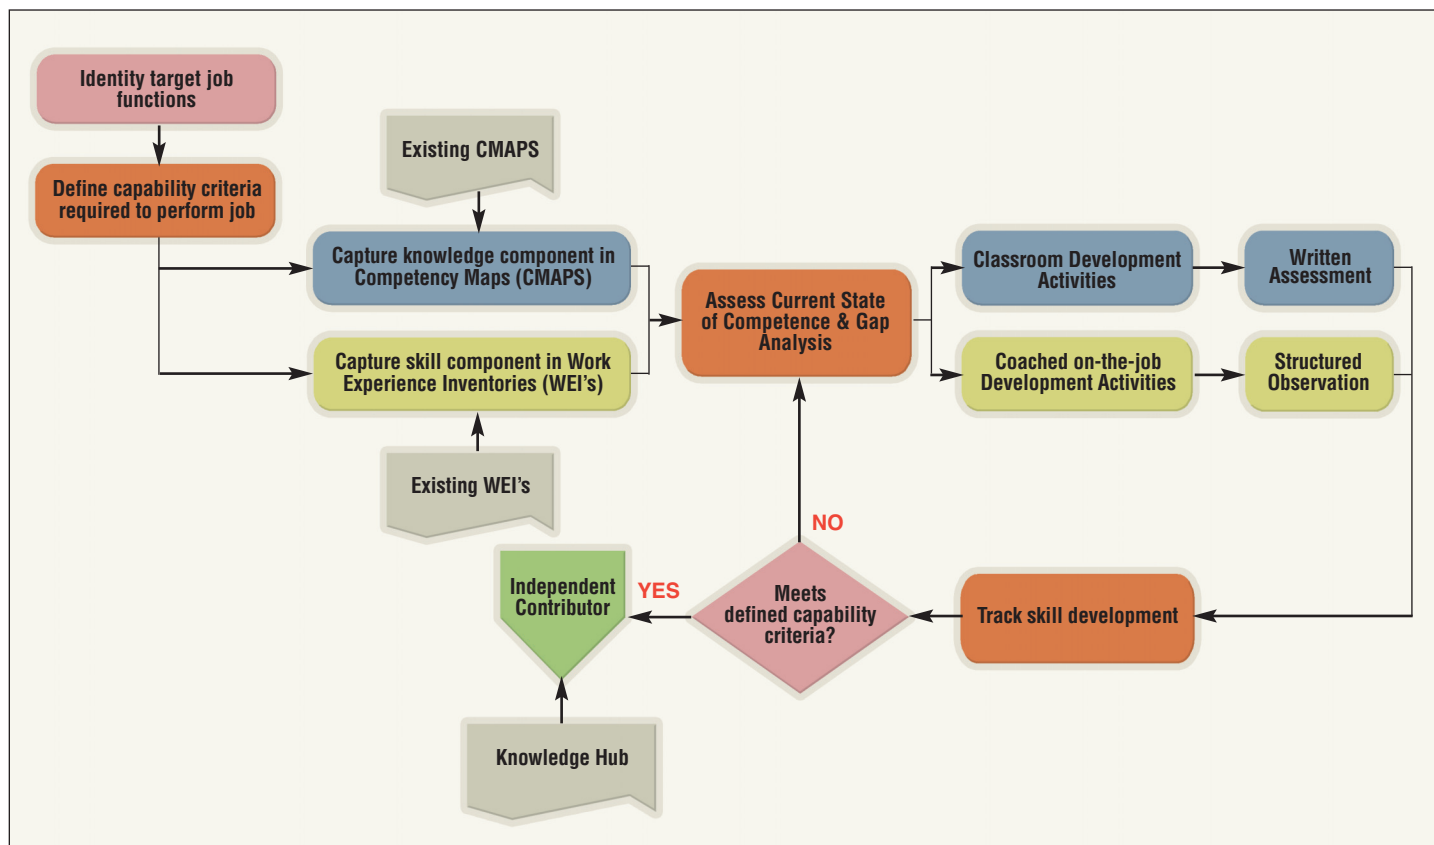 Identity target job
functions
Existing CMAPS
Define capability criteria
required to perform job
Capture knowledge component in
Competency Maps (CMAPS)
Classroom Development
Activities
Written
Assessment
Assess Current State
of Competence & Gap
Analysis
Capture skill component in Work
Experience Inventories (WEI's)
Coached on-the-job
Development Activities
Structured
Observation
Existing WEI's
NO
Independent
Contributor
YES
Meets
defined capability
criteria?
Track skill development
Knowledge Hub